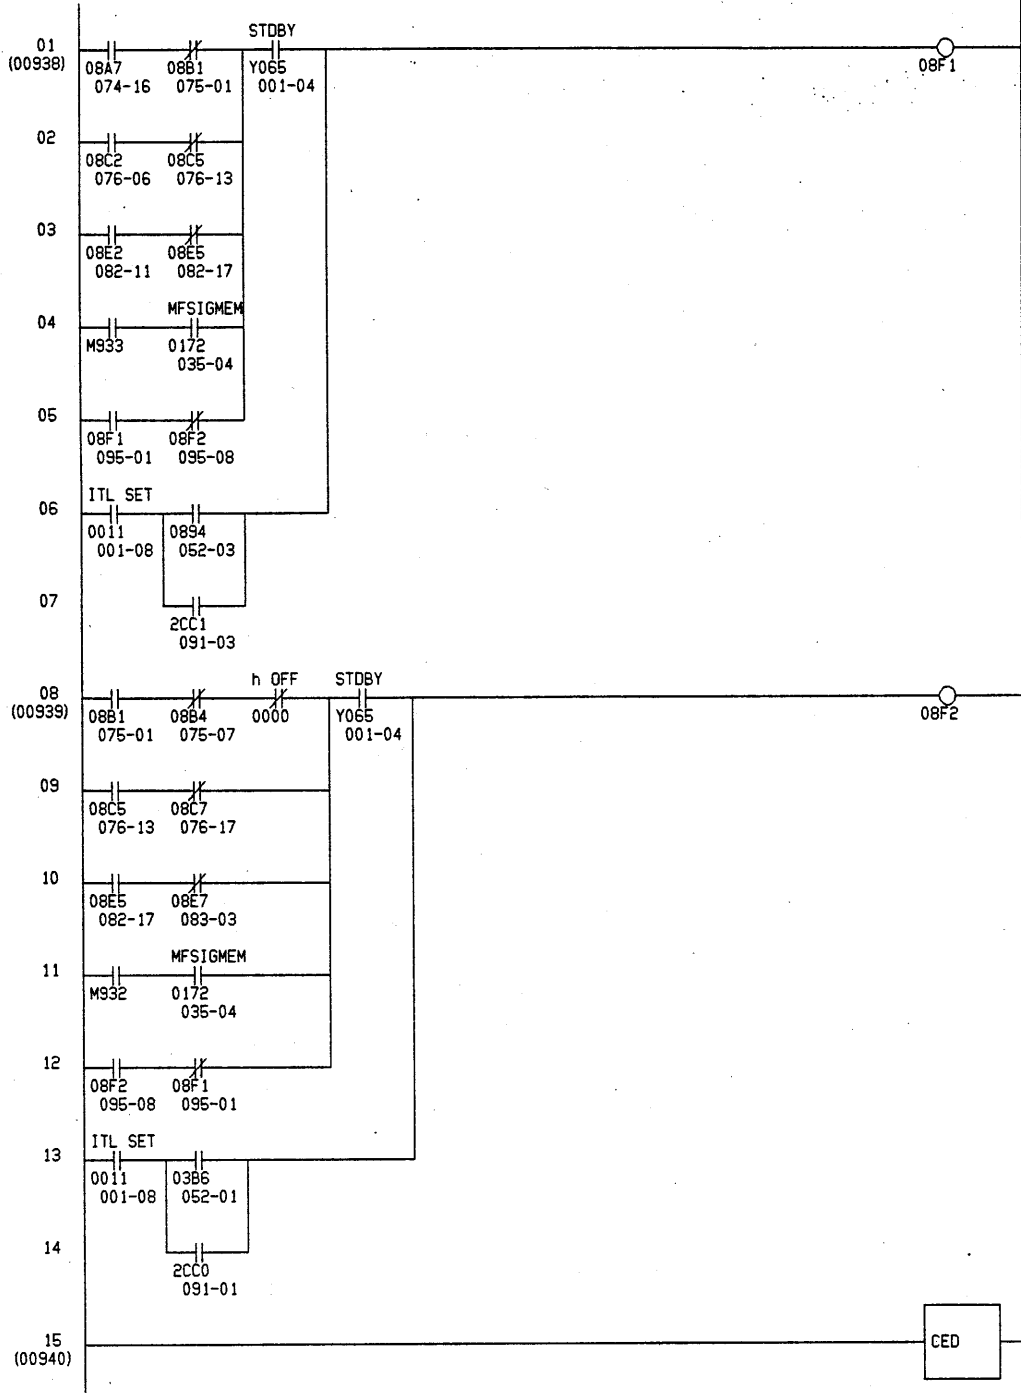 STDBY
01
(00938)
08A7 08B1 Y065 08F1
074-16 075-01 001-04
02
08C2 08C5
076-06 076-13
03
08E2 08E5
082-11 082-17
MFSIGMEM
04
M933 0172
035-04
05
08F1 08F2
095-01 095-08
ITL SET
06
0011 0894
001-08 052-03
07
2CC1
091-03
h OFF STDBY
08
(00939)
08B1 08B4 0000 Y065 08F2
075-01 075-07 001-04
09
08C5 08C7
076-13 076-17
10
08E5 08E7
082-17 083-03
MFSIGMEM
11
M932 0172
035-04
12
08F2 08F1
095-08 095-01
ITL SET
13
0011 03B6
001-08 052-01
14
2CC0
091-01
15 CED
(00940)